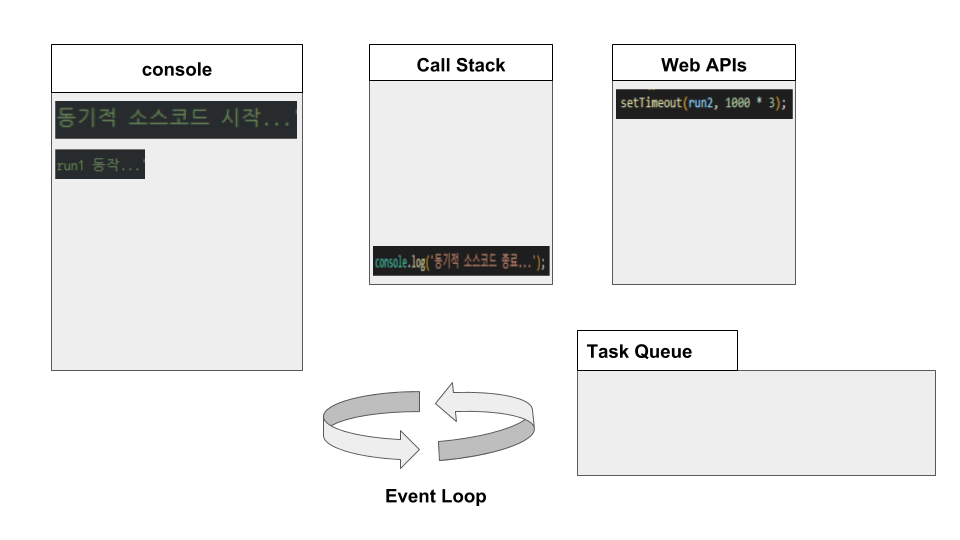 console
동기적 소스코드 시작...'
run1 동작...'
Call Stack
console.log('동기적 소스코드 종료...');
Web APIs
setTimeout(run2, 1000 * 3);
Task Queue
Event Loop